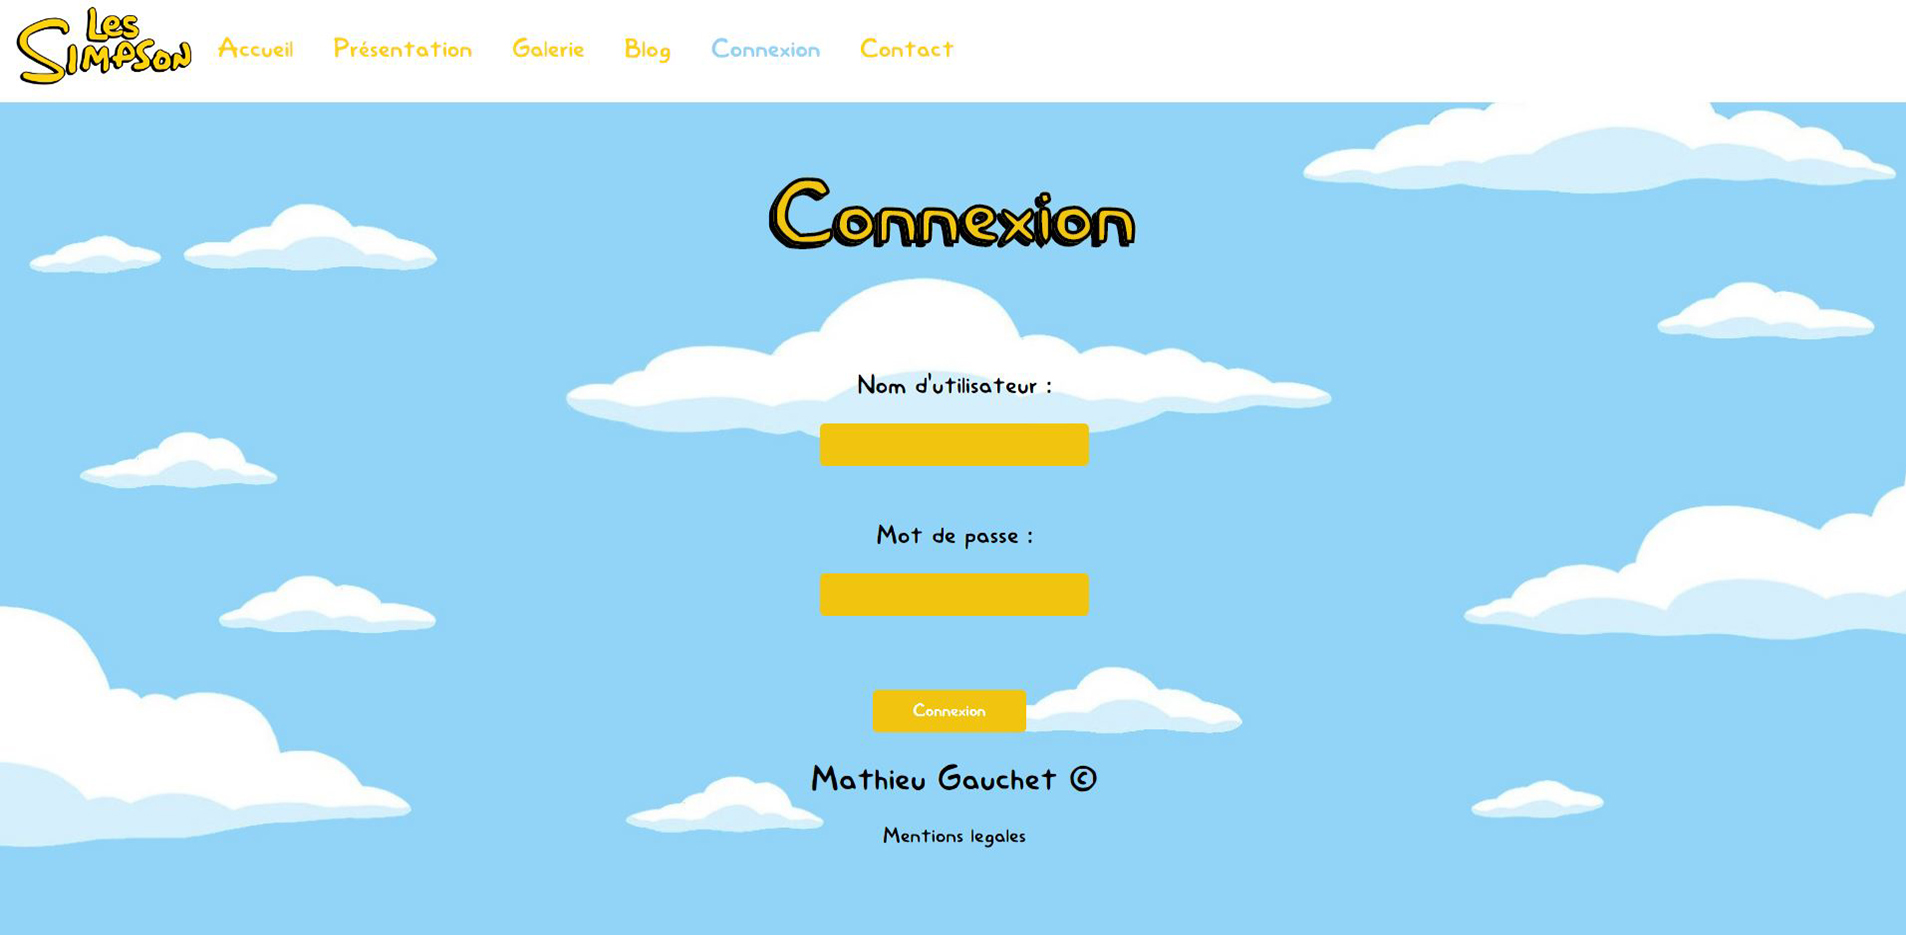 Les
Simpson
Accueil Présentation Galerie Blog Connexion Contact
Connexion
Nom d'utilisateur :
Mot de passe :
Connexion
Mathieu Gauchet ©
Mentions legales